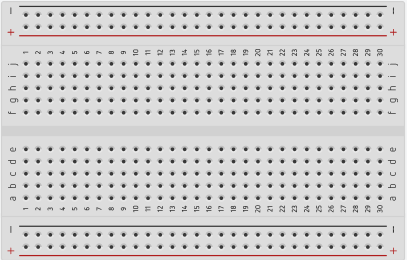 − −
+ +
1 2 3 4 5 6 7 8 9 10 11 12 13 14 15 16 17 18 19 20 21 22 23 24 25 26 27 28 29 30
j j
i i
h h
g g
f f
e e
d d
c c
b b
a a
1 2 3 4 5 6 7 8 9 10 11 12 13 14 15 16 17 18 19 20 21 22 23 24 25 26 27 28 29 30
− −
+ +